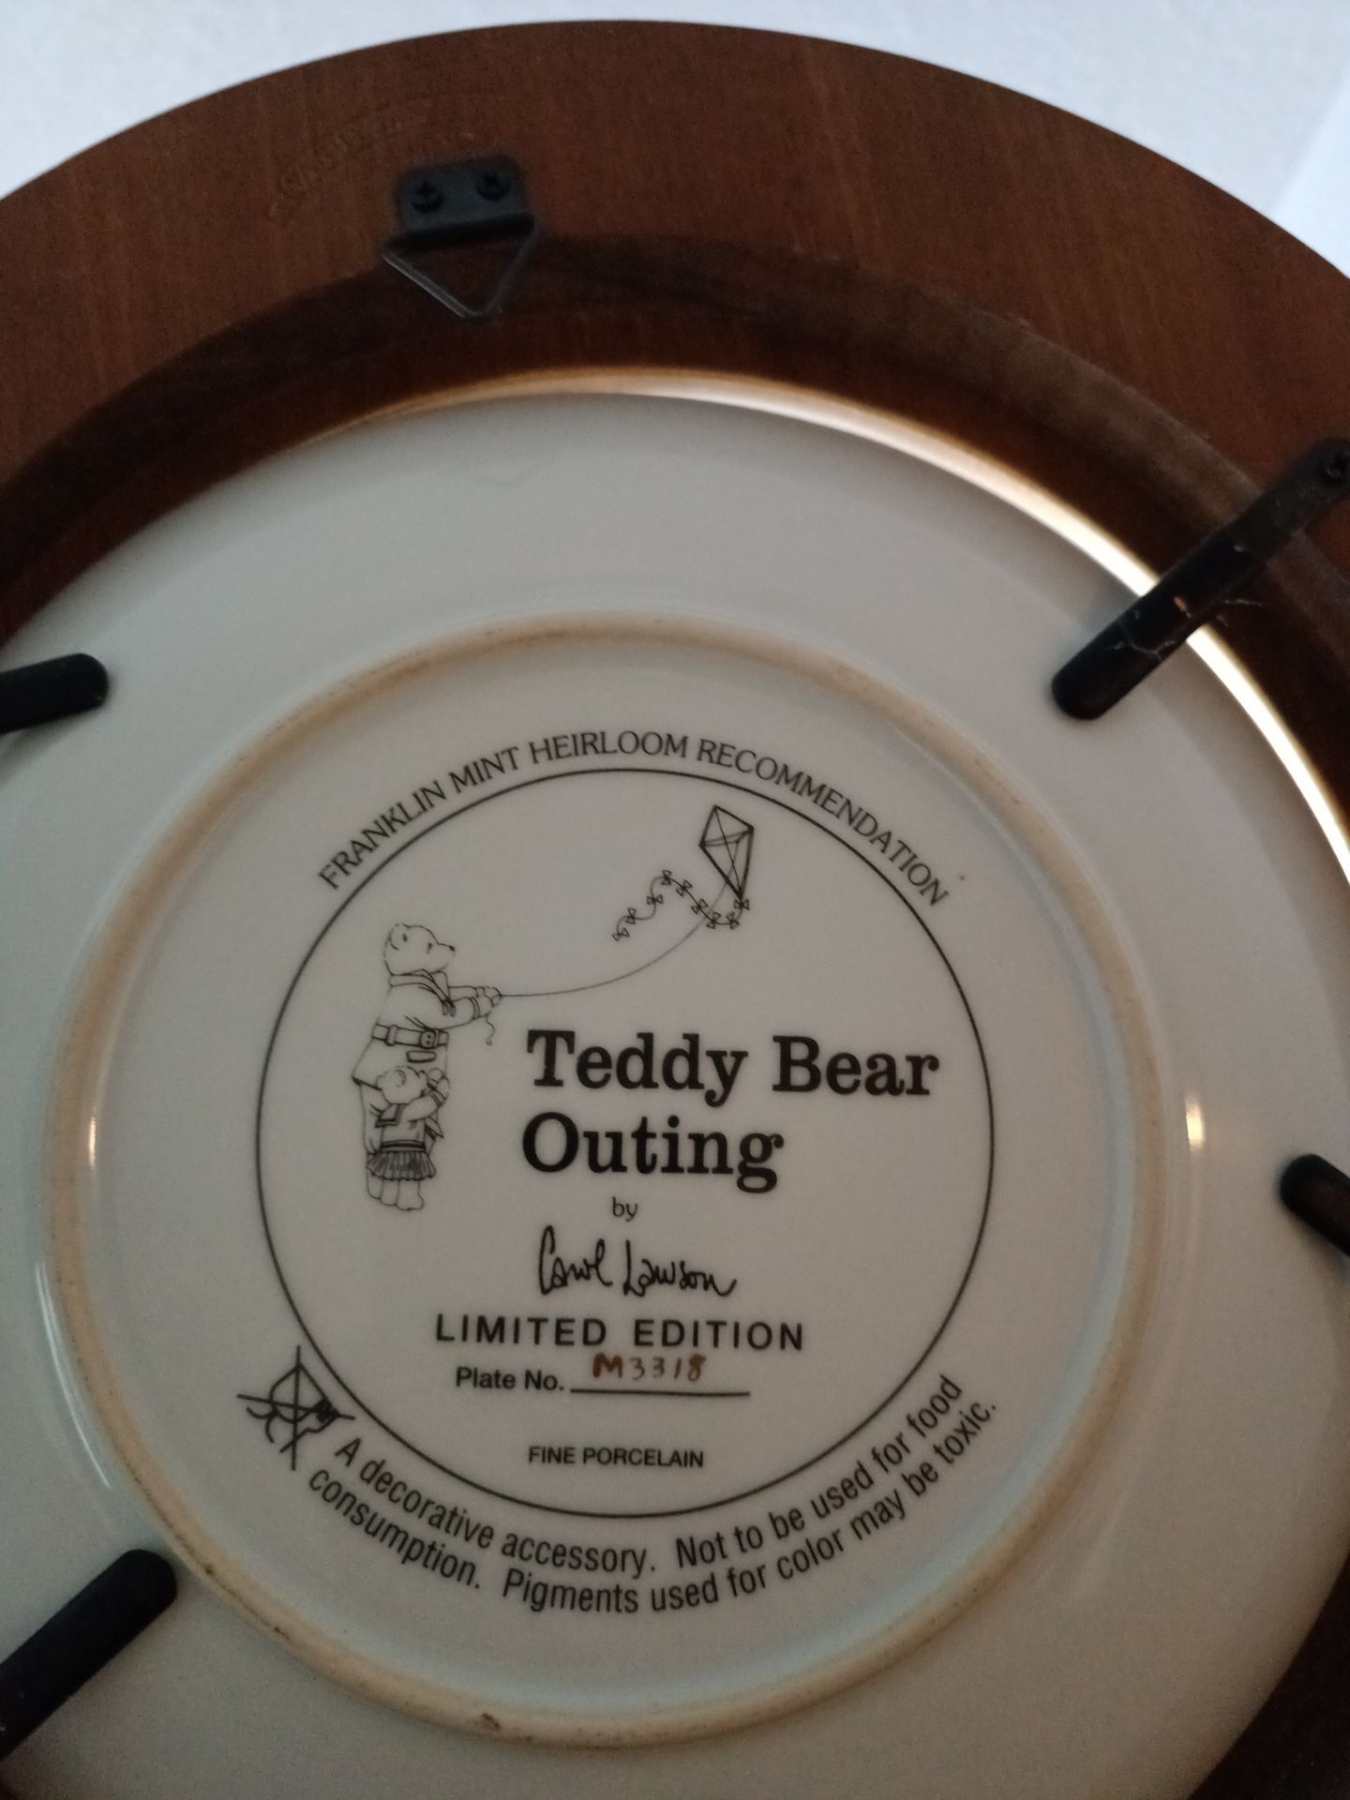 FRANKLIN MINT HEIRLOOM RECOMMENDATION
Teddy Bear
Outing
by
Carol Lawson
LIMITED EDITION
Plate No. M3318
FINE PORCELAIN
A decorative accessory. Not to be used for food
consumption. Pigments used for color may be toxic.